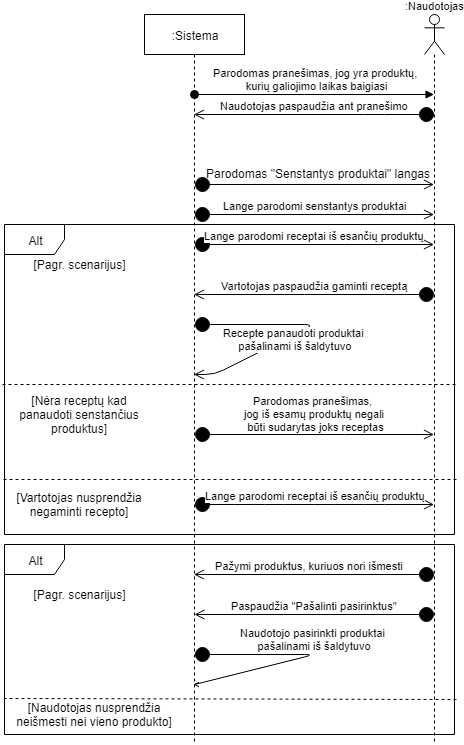 :Naudotojas
:Sistema
Parodomas pranešimas, jog yra produktų,
kurių galiojimo laikas baigiasi
Naudotojas paspaudžia ant pranešimo
Parodomas "Senstantys produktai" langas
Lange parodomi senstantys produktai
Alt
Lange parodomi receptai iš esančių produktų
[Pagr. scenarijus]
Vartotojas paspaudžia gaminti receptą
Recepte panaudoti produktai
pašalinami iš šaldytuvo
[Nėra receptų kad
panaudoti senstančius
produktus]
Parodomas pranešimas,
jog iš esamų produktų negali
būti sudarytas joks receptas
[Vartotojas nusprendžia
negaminti recepto]
Lange parodomi receptai iš esančių produktų
Alt
Pažymi produktus, kuriuos nori išmesti
[Pagr. scenarijus]
Paspaudžia "Pašalinti pasirinktus"
Naudotojo pasirinkti produktai
pašalinami iš šaldytuvo
[Naudotojas nusprendžia
neišmesti nei vieno produkto]